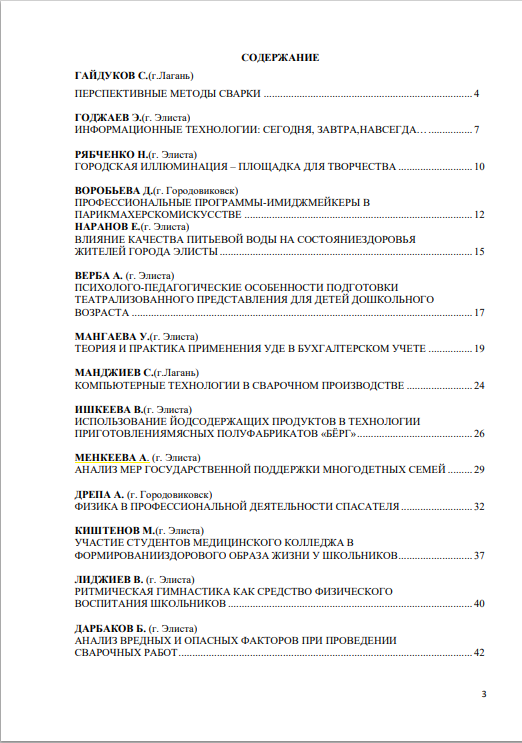 СОДЕРЖАНИЕ
ГАЙДУКОВ С.(г.Лагань)
ПЕРСПЕКТИВНЫЕ МЕТОДЫ СВАРКИ ........ 4
ГОДЖАЕВ Э.(г. Элиста)
ИНФОРМАЦИОННЫЕ ТЕХНОЛОГИИ: СЕГОДНЯ, ЗАВТРА,НАВСЕГДА… ........ 7
РЯБЧЕНКО Н.(г. Элиста)
ГОРОДСКАЯ ИЛЛЮМИНАЦИЯ – ПЛОЩАДКА ДЛЯ ТВОРЧЕСТВА ........ 10
ВОРОБЬЕВА Д.(г. Городовиковск)
ПРОФЕССИОНАЛЬНЫЕ ПРОГРАММЫ-ИМИДЖМЕЙКЕРЫ В
ПАРИКМАХЕРСКОМИСКУССТВЕ ........ 12
НАРАНОВ Е.(г. Элиста)
ВЛИЯНИЕ КАЧЕСТВА ПИТЬЕВОЙ ВОДЫ НА СОСТОЯНИЕЗДОРОВЬЯ
ЖИТЕЛЕЙ ГОРОДА ЭЛИСТЫ ........ 15
ВЕРБА А. (г. Элиста)
ПСИХОЛОГО-ПЕДАГОГИЧЕСКИЕ ОСОБЕННОСТИ ПОДГОТОВКИ
ТЕАТРАЛИЗОВАННОГО ПРЕДСТАВЛЕНИЯ ДЛЯ ДЕТЕЙ ДОШКОЛЬНОГО
ВОЗРАСТА ........ 17
МАНГАЕВА У.(г. Элиста)
ТЕОРИЯ И ПРАКТИКА ПРИМЕНЕНИЯ УДЕ В БУХГАЛТЕРСКОМ УЧЕТЕ ........ 19
МАНДЖИЕВ С.(г.Лагань)
КОМПЬЮТЕРНЫЕ ТЕХНОЛОГИИ В СВАРОЧНОМ ПРОИЗВОДСТВЕ ........ 24
ИШКЕЕВА В.(г. Элиста)
ИСПОЛЬЗОВАНИЕ ЙОДСОДЕРЖАЩИХ ПРОДУКТОВ В ТЕХНОЛОГИИ
ПРИГОТОВЛЕНИЯМЯСНЫХ ПОЛУФАБРИКАТОВ «БЁРГ»........ 26
МЕНКЕЕВА А. (г. Элиста)
АНАЛИЗ МЕР ГОСУДАРСТВЕННОЙ ПОДДЕРЖКИ МНОГОДЕТНЫХ СЕМЕЙ ........ 29
ДРЕПА А. (г. Городовиковск)
ФИЗИКА В ПРОФЕССИОНАЛЬНОЙ ДЕЯТЕЛЬНОСТИ СПАСАТЕЛЯ ........ 32
КИШТЕНОВ М.(г. Элиста)
УЧАСТИЕ СТУДЕНТОВ МЕДИЦИНСКОГО КОЛЛЕДЖА В
ФОРМИРОВАНИИЗДОРОВОГО ОБРАЗА ЖИЗНИ У ШКОЛЬНИКОВ........ 37
ЛИДЖИЕВ В. (г. Элиста)
РИТМИЧЕСКАЯ ГИМНАСТИКА КАК СРЕДСТВО ФИЗИЧЕСКОГО
ВОСПИТАНИЯ ШКОЛЬНИКОВ ........ 40
ДАРБАКОВ Б. (г. Элиста)
АНАЛИЗ ВРЕДНЫХ И ОПАСНЫХ ФАКТОРОВ ПРИ ПРОВЕДЕНИИ
СВАРОЧНЫХ РАБОТ........ 42
3